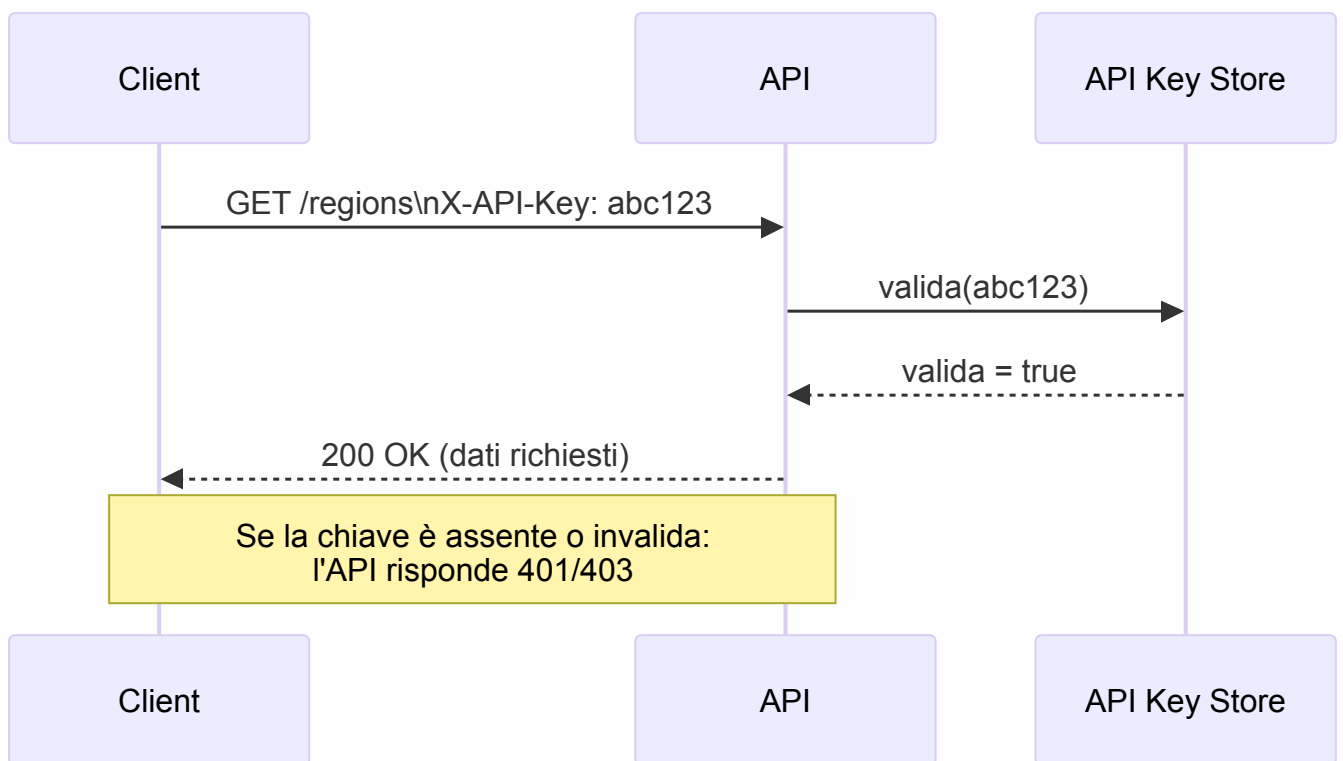 Client
API
API Key Store
GET /regions\nX-API-Key: abc123
valida(abc123)
valida = true
200 OK (dati richiesti)
Se la chiave è assente o invalida:
l'API risponde 401/403
Client
API
API Key Store